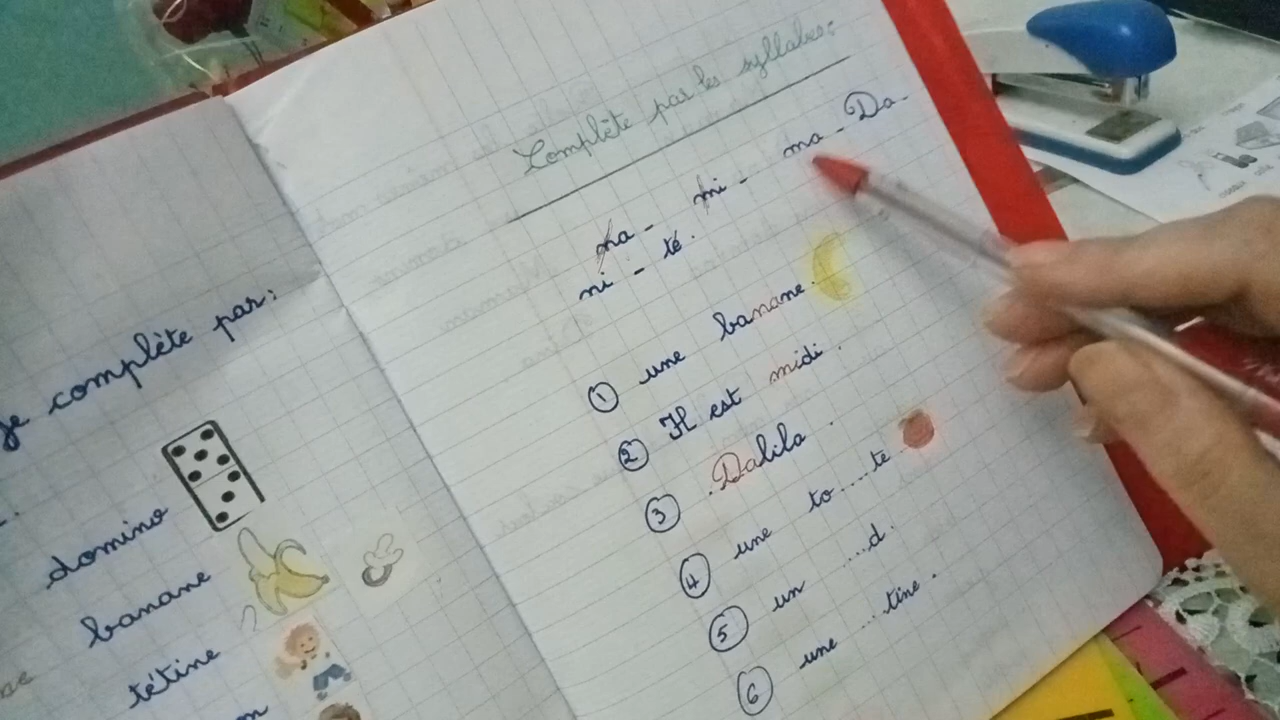 je complète par:
domino
banane
tétine
Complète par les syllabes:
na - mi - ma - Da -
ni - té.
① une banane.
② Il est midi.
③ Dalila.
④ une to....te
⑤ un ...d.
⑥ une ...tine.